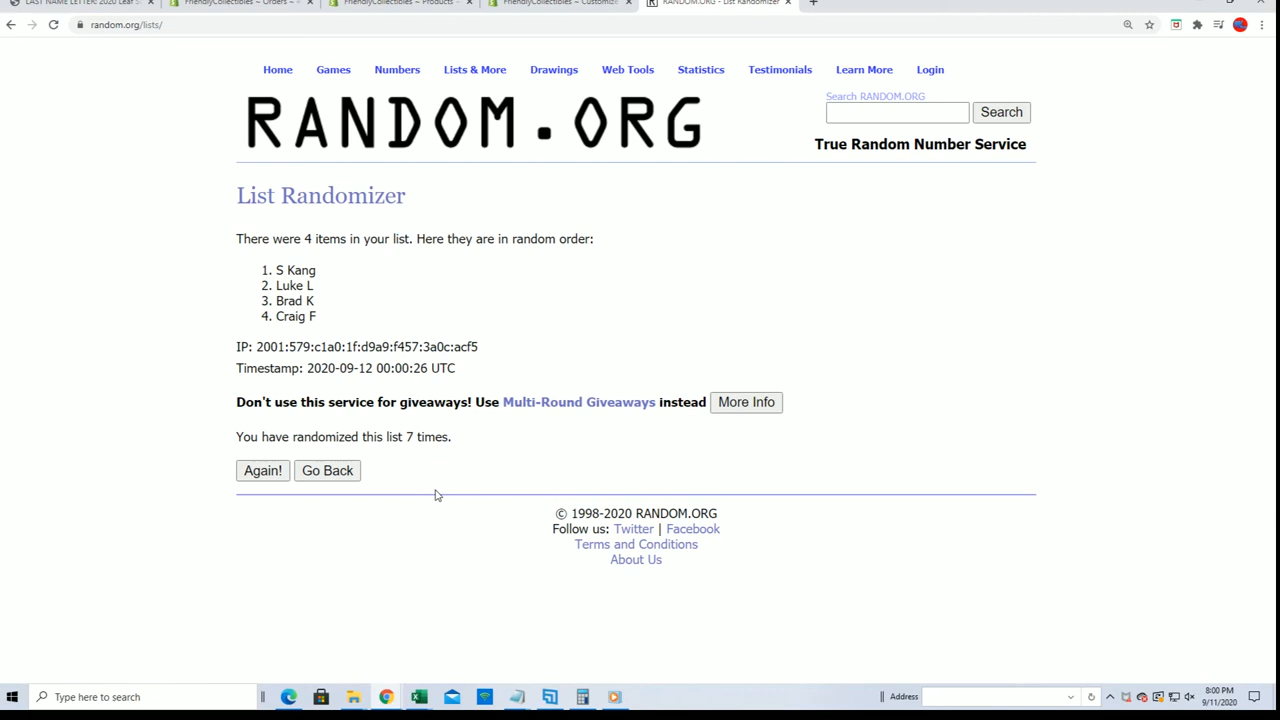 LAST NAME LETTER: 2020 Leaf
FriendlyCollectibles ~ Orders ~
FriendlyCollectibles ~ Products ~
FriendlyCollectibles ~ Customize
RANDOM.ORG - List Randomizer
random.org/lists/
Home Games Numbers Lists & More Drawings Web Tools Statistics Testimonials Learn More Login
RANDOM.ORG
Search RANDOM.ORG
Search
True Random Number Service
List Randomizer
There were 4 items in your list. Here they are in random order:
1. S Kang
2. Luke L
3. Brad K
4. Craig F
IP: 2001:579:c1a0:1f:d9a9:f457:3a0c:acf5
Timestamp: 2020-09-12 00:00:26 UTC
Don't use this service for giveaways! Use Multi-Round Giveaways instead More Info
You have randomized this list 7 times.
Again! Go Back
© 1998-2020 RANDOM.ORG
Follow us: Twitter | Facebook
Terms and Conditions
About Us
Type here to search
Address
8:00 PM
9/11/2020